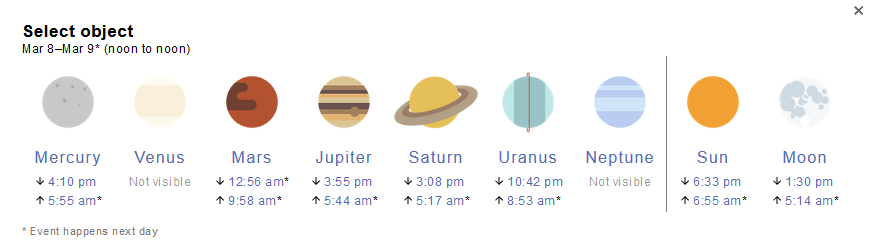 Select object
Mar 8–Mar 9* (noon to noon)
Mercury Venus Mars Jupiter Saturn Uranus Neptune Sun Moon
↓ 4:10 pm Not visible ↓ 12:56 am* ↓ 3:55 pm ↓ 3:08 pm ↓ 10:42 pm Not visible ↓ 6:33 pm ↓ 1:30 pm
↑ 5:55 am* ↑ 9:58 am* ↑ 5:44 am* ↑ 5:17 am* ↑ 8:53 am* ↑ 6:55 am* ↑ 5:14 am*
* Event happens next day